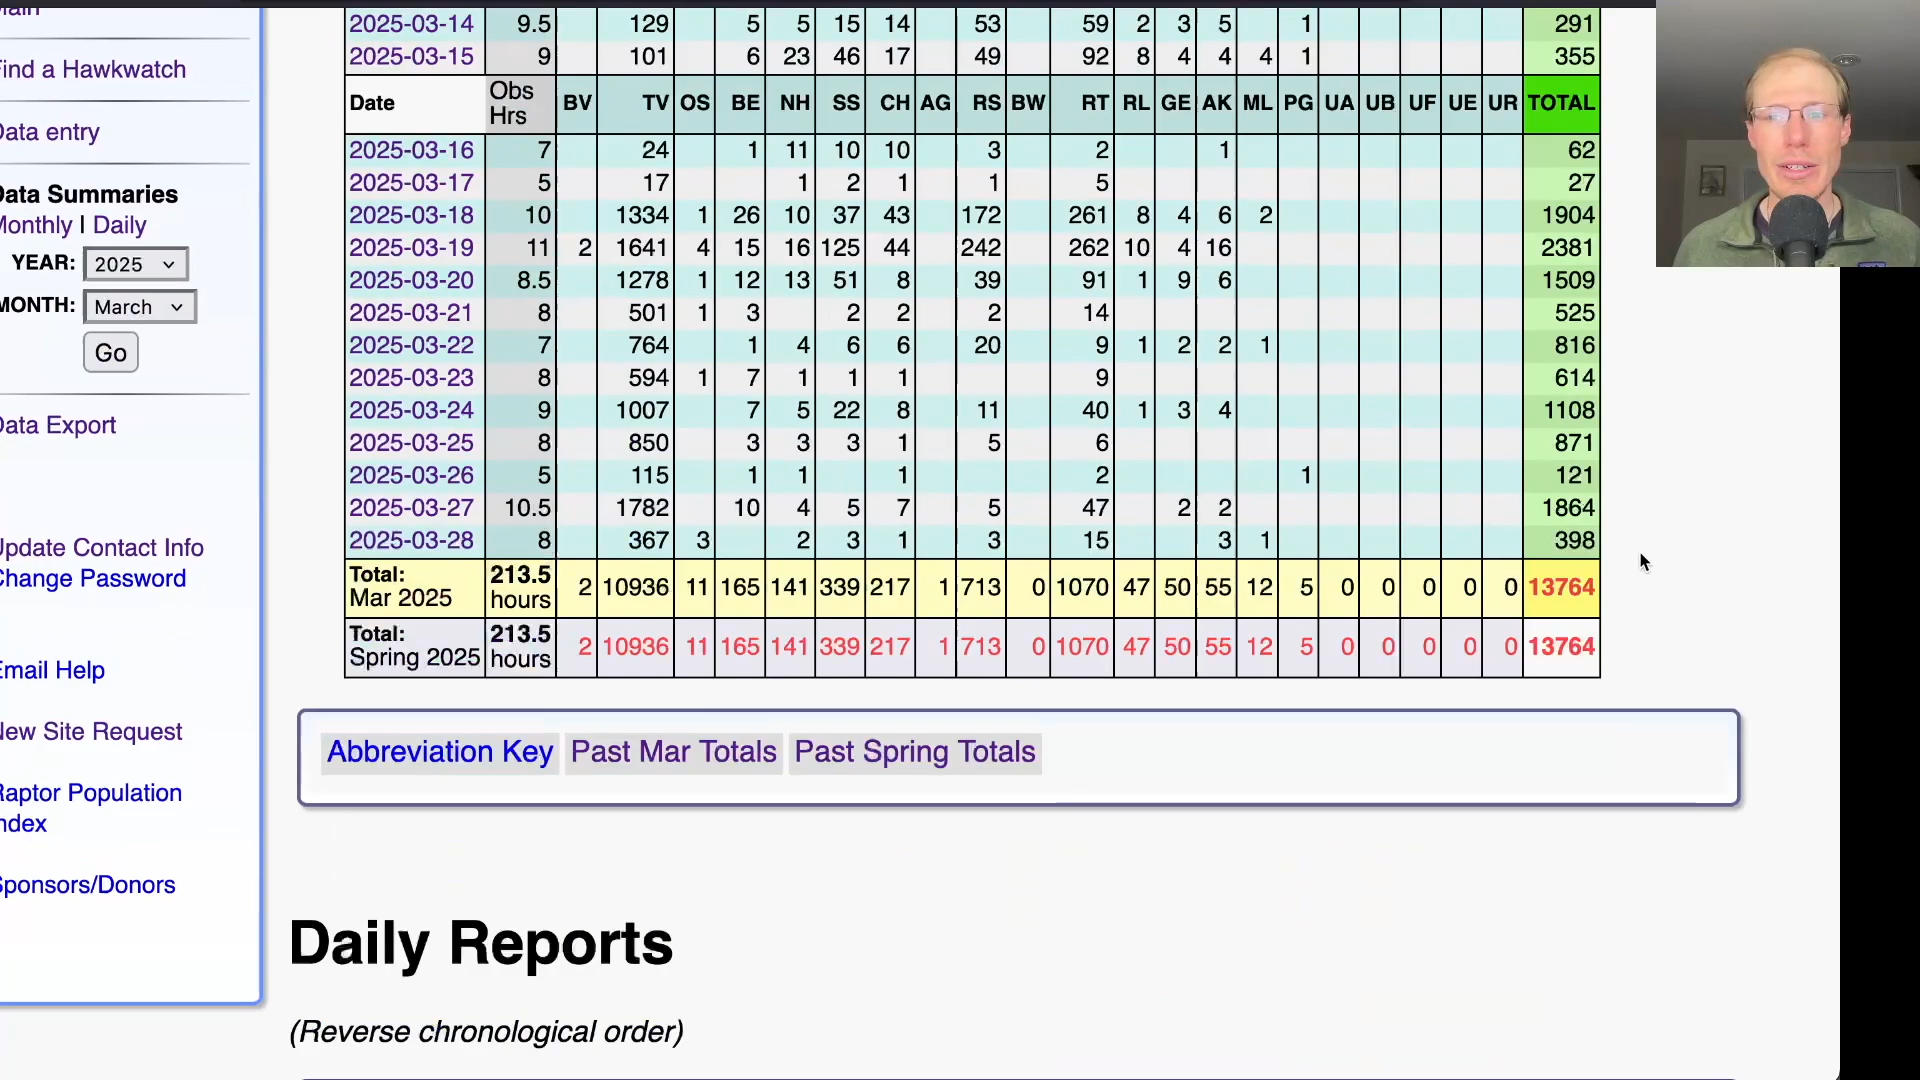 2025-03-14 9.5 129 5 5 15 14 53 59 2 3 5 1 291
2025-03-15 9 101 6 23 46 17 49 92 8 4 4 4 1 355
Date Obs Hrs BV TV OS BE NH SS CH AG RS BW RT RL GE AK ML PG UA UB UF UE UR TOTAL
2025-03-16 7 24 1 11 10 10 3 2 1 62
2025-03-17 5 17 1 2 1 1 5 27
2025-03-18 10 1334 1 26 10 37 43 172 261 8 4 6 2 1904
2025-03-19 11 2 1641 4 15 16 125 44 242 262 10 4 16 2381
2025-03-20 8.5 1278 1 12 13 51 8 39 91 1 9 6 1509
2025-03-21 8 501 1 3 2 2 2 14 525
2025-03-22 7 764 1 4 6 6 20 9 1 2 2 1 816
2025-03-23 8 594 1 7 1 1 1 9 614
2025-03-24 9 1007 7 5 22 8 11 40 1 3 4 1108
2025-03-25 8 850 3 3 3 1 5 6 871
2025-03-26 5 115 1 1 1 2 1 121
2025-03-27 10.5 1782 10 4 5 7 5 47 2 2 1864
2025-03-28 8 367 3 2 3 1 3 15 3 1 398
Total: Mar 2025 213.5 hours 2 10936 11 165 141 339 217 1 713 0 1070 47 50 55 12 5 0 0 0 0 0 13764
Total: Spring 2025 213.5 hours 2 10936 11 165 141 339 217 1 713 0 1070 47 50 55 12 5 0 0 0 0 0 13764
Abbreviation Key Past Mar Totals Past Spring Totals
Daily Reports
(Reverse chronological order)
Find a Hawkwatch
Data entry
Data Summaries
Monthly | Daily
YEAR: 2025
MONTH: March
Go
Data Export
Update Contact Info
Change Password
Email Help
New Site Request
Raptor Population
Index
Sponsors/Donors